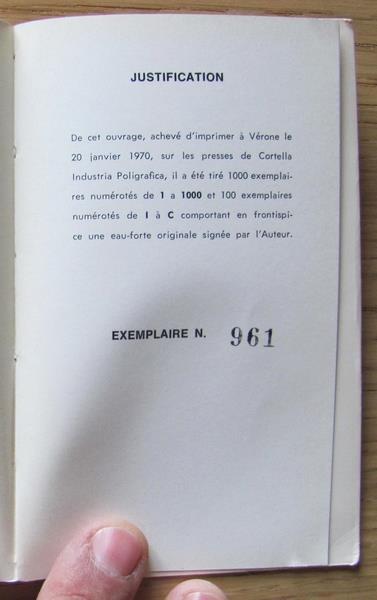 JUSTIFICATION
De cet ouvrage, achevé d'imprimer à Vérone le
20 janvier 1970, sur les presses de Cortella
Industria Poligrafica, il a été tiré 1000 exemplai-
res numérotés de 1 a 1000 et 100 exemplaires
numérotés de I à C comportant en frontispi-
ce une eau-forte originale signée par l'Auteur.
EXEMPLAIRE N. 961